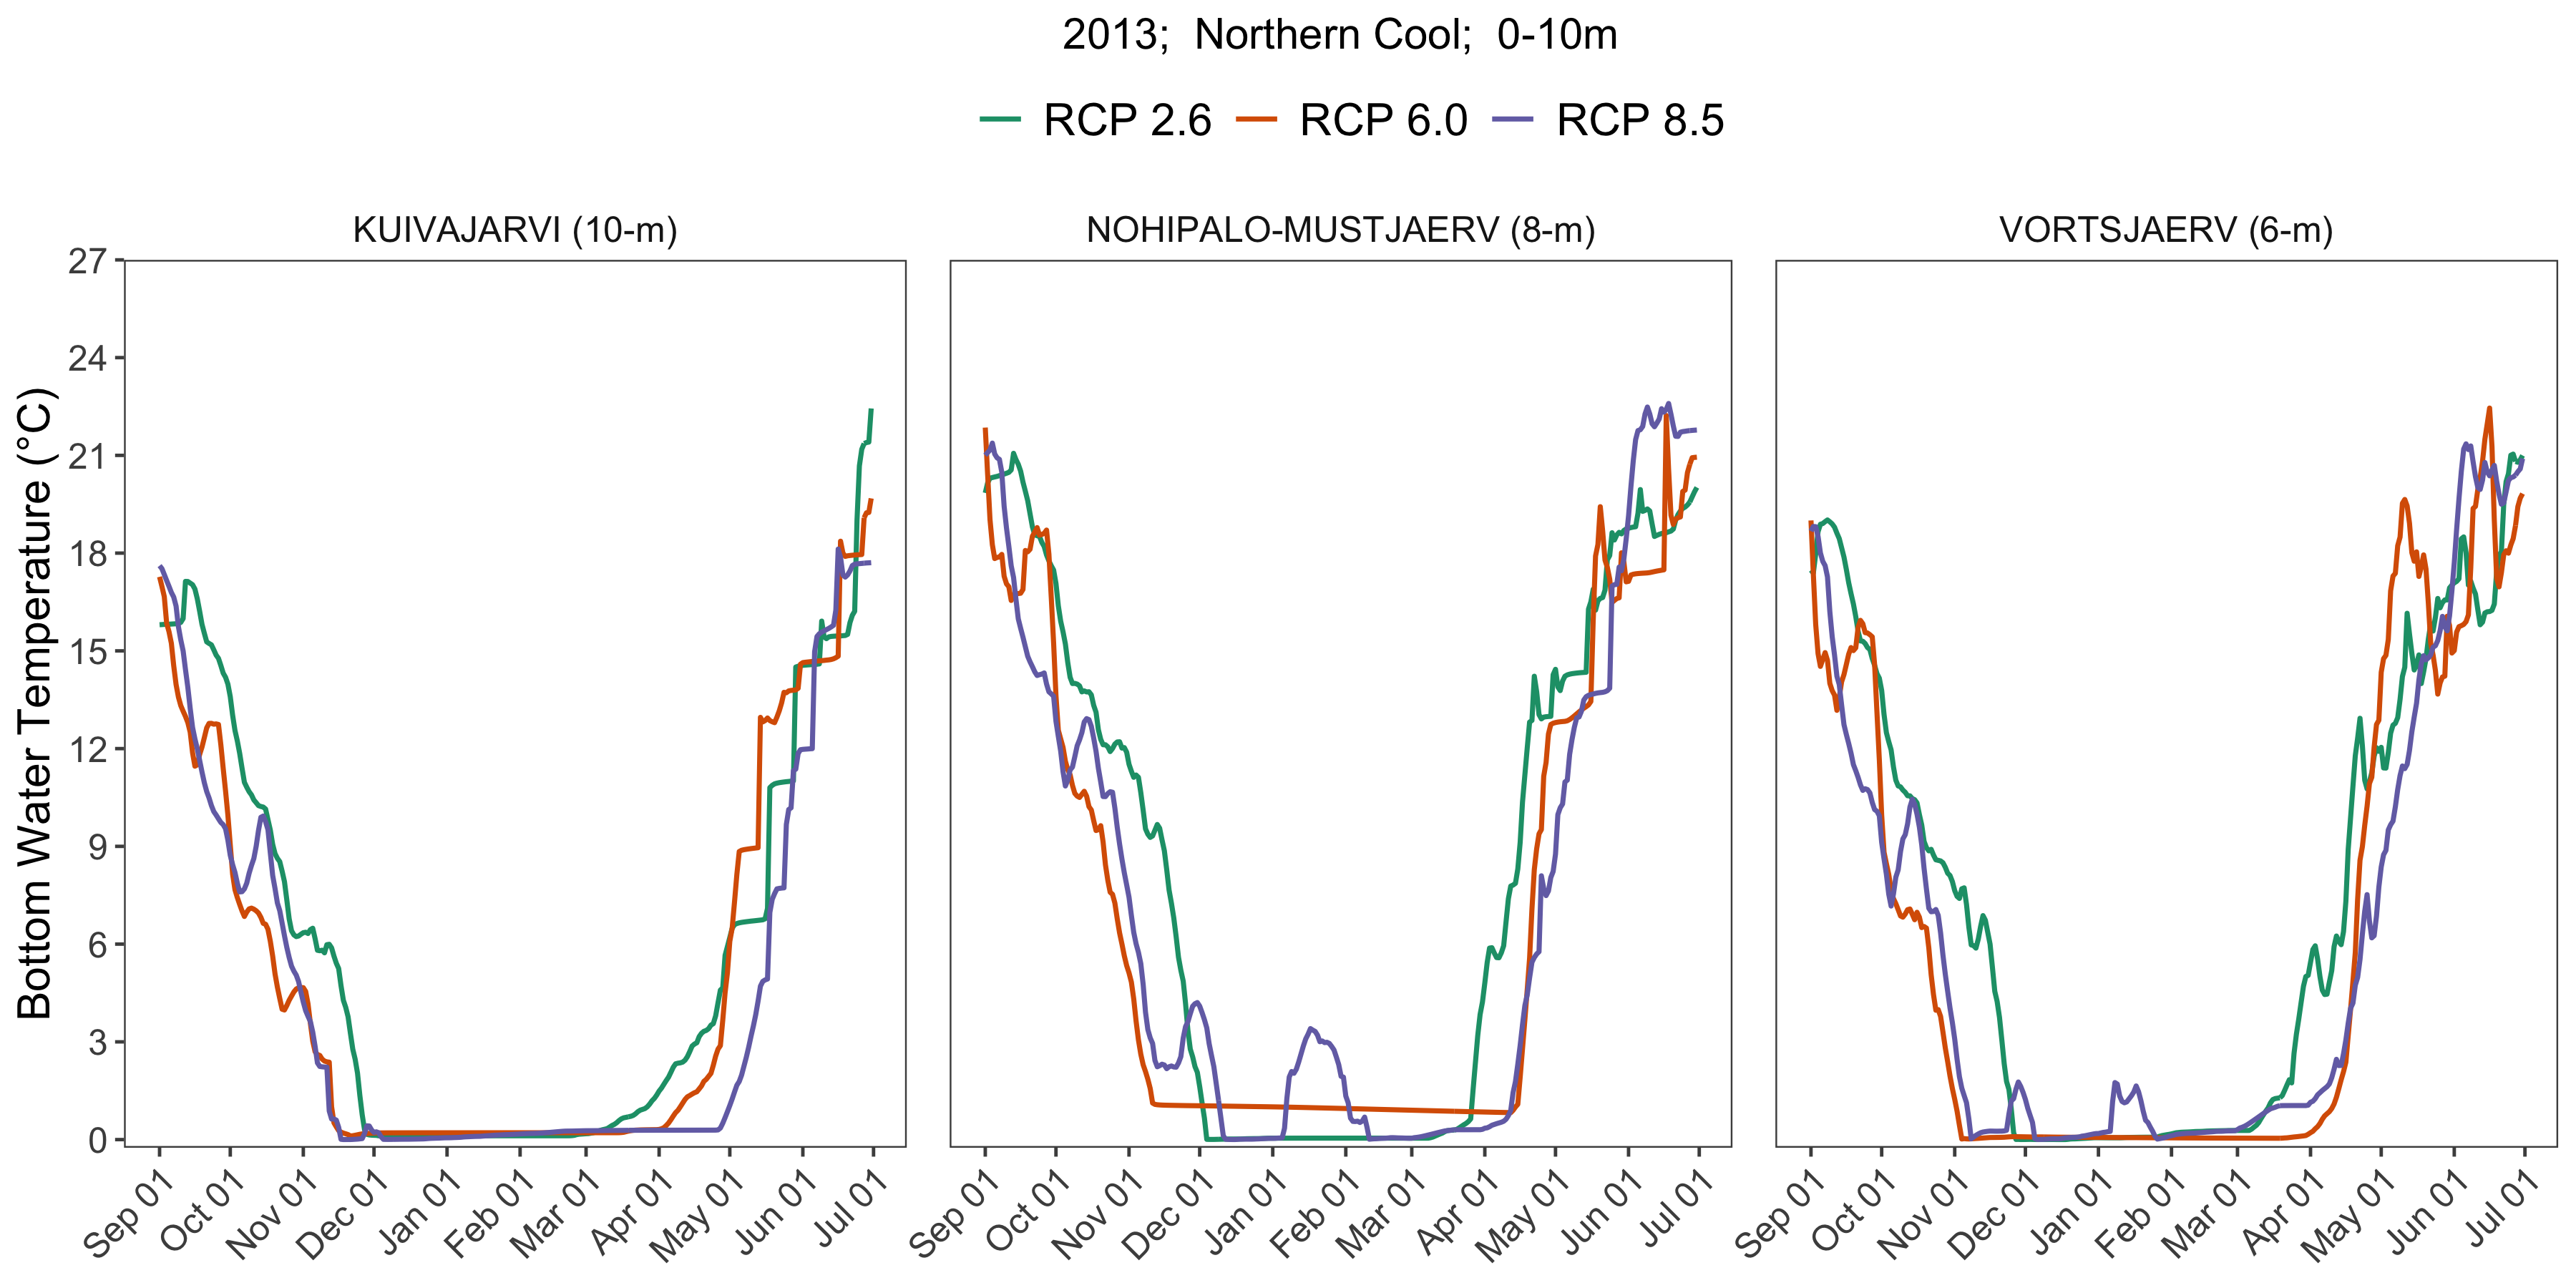 2013;  Northern Cool;  0-10m
RCP 2.6 RCP 6.0 RCP 8.5
KUIVAJARVI (10-m) NOHIPALO-MUSTJAERV (8-m) VORTSJAERV (6-m)
Bottom Water Temperature (°C)
27
24
21
18
15
12
9
6
3
0
Sep 01 Oct 01 Nov 01 Dec 01 Jan 01 Feb 01 Mar 01 Apr 01 May 01 Jun 01 Jul 01 Sep 01 Oct 01 Nov 01 Dec 01 Jan 01 Feb 01 Mar 01 Apr 01 May 01 Jun 01 Jul 01 Sep 01 Oct 01 Nov 01 Dec 01 Jan 01 Feb 01 Mar 01 Apr 01 May 01 Jun 01 Jul 01